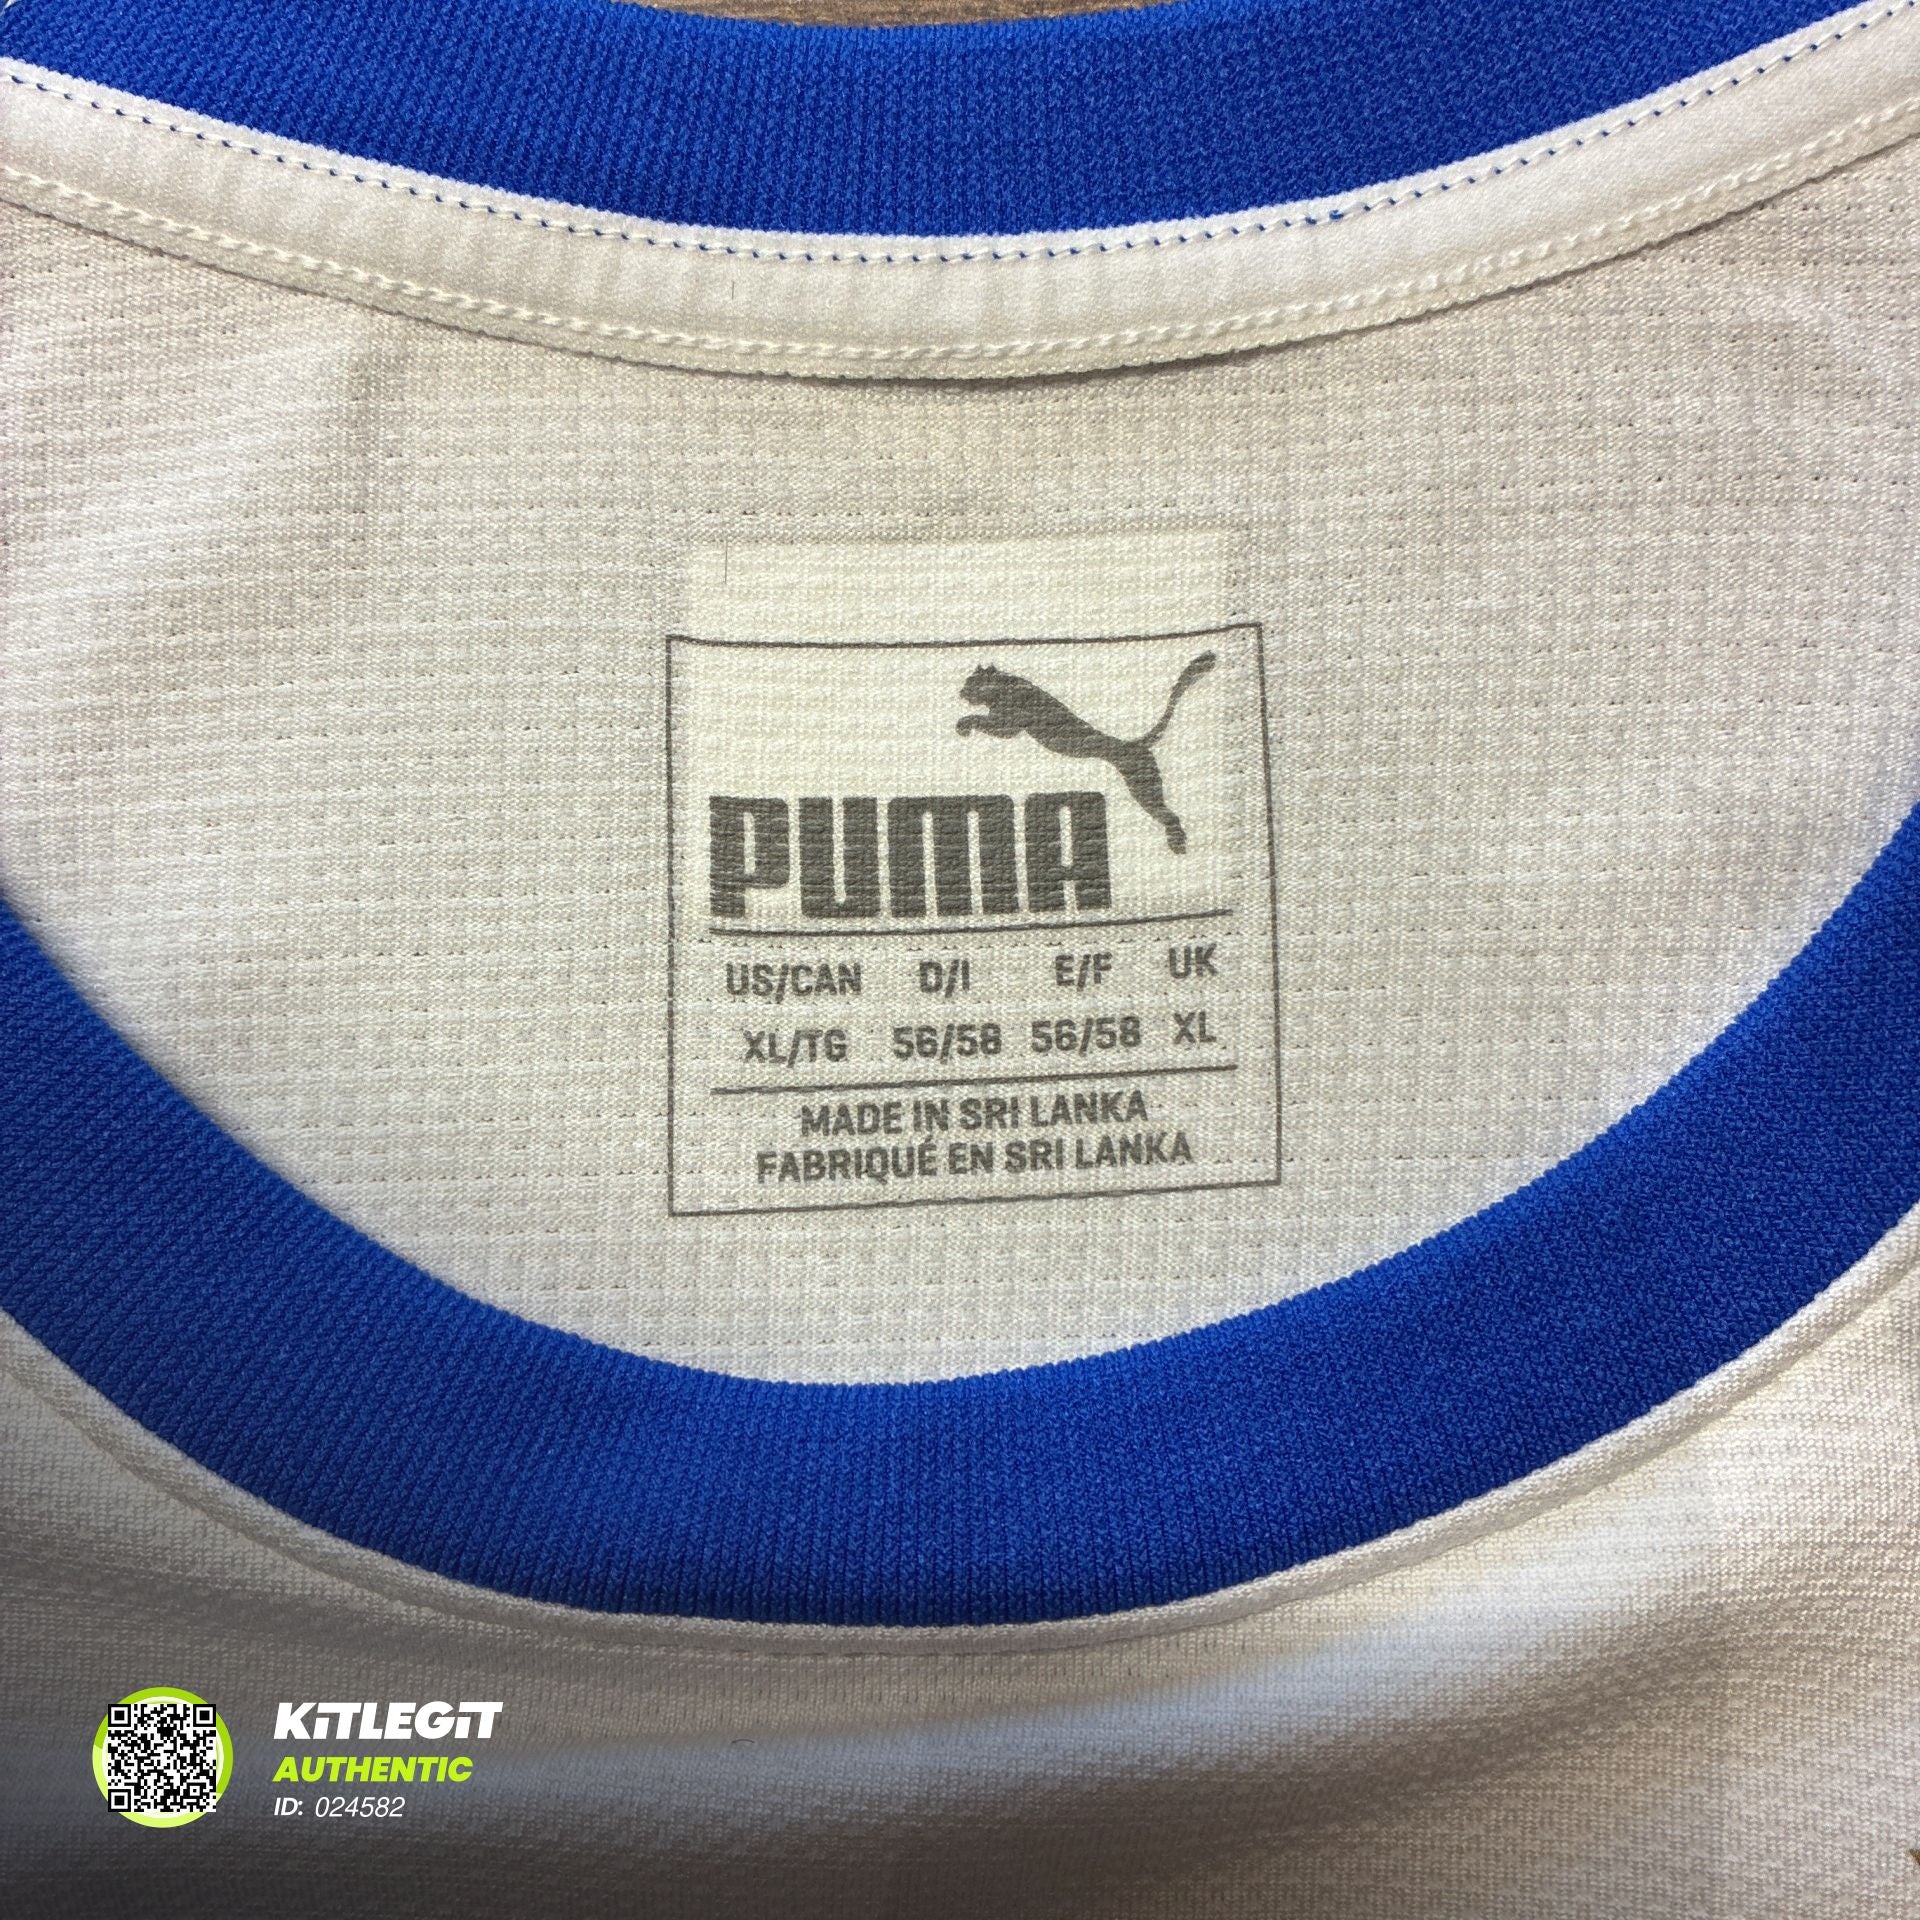 PUMA
US/CAN D/I E/F UK
XL/TG 56/58 56/58 XL
MADE IN SRI LANKA
FABRIQUÉ EN SRI LANKA
KiTLEGiT
AUTHENTIC
ID: 024582